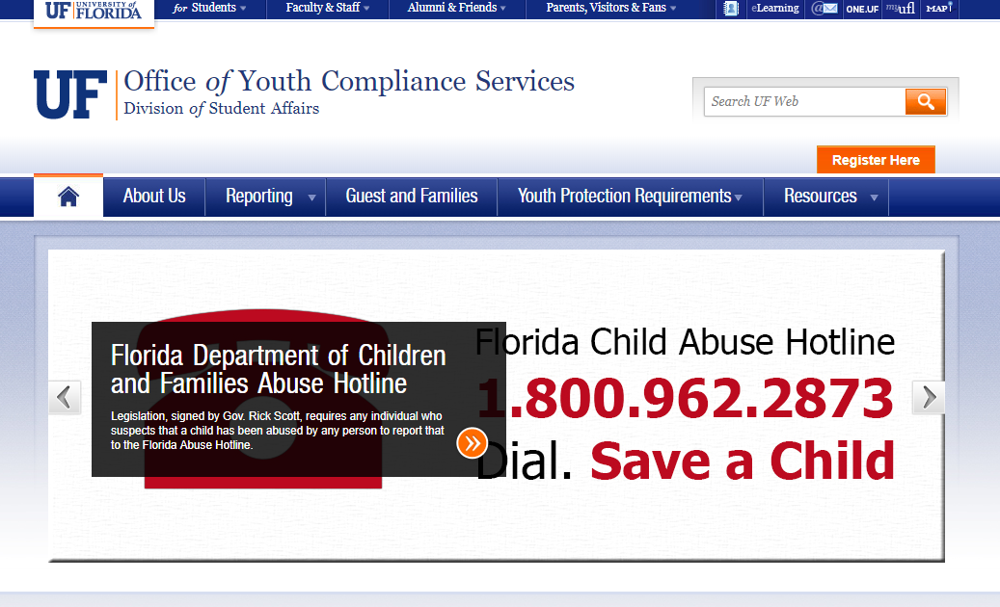 UF UNIVERSITY of FLORIDA
for Students
Faculty & Staff
Alumni & Friends
Parents, Visitors & Fans
eLearning
@
ONE.UF
myufl
MAP
UF
Office of Youth Compliance Services
Division of Student Affairs
Search UF Web
Register Here
About Us
Reporting
Guest and Families
Youth Protection Requirements
Resources
Florida Department of Children
and Families Abuse Hotline
Legislation, signed by Gov. Rick Scott, requires any individual who
suspects that a child has been abused by any person to report that
to the Florida Abuse Hotline.
Florida Child Abuse Hotline
1.800.962.2873
Dial. Save a Child